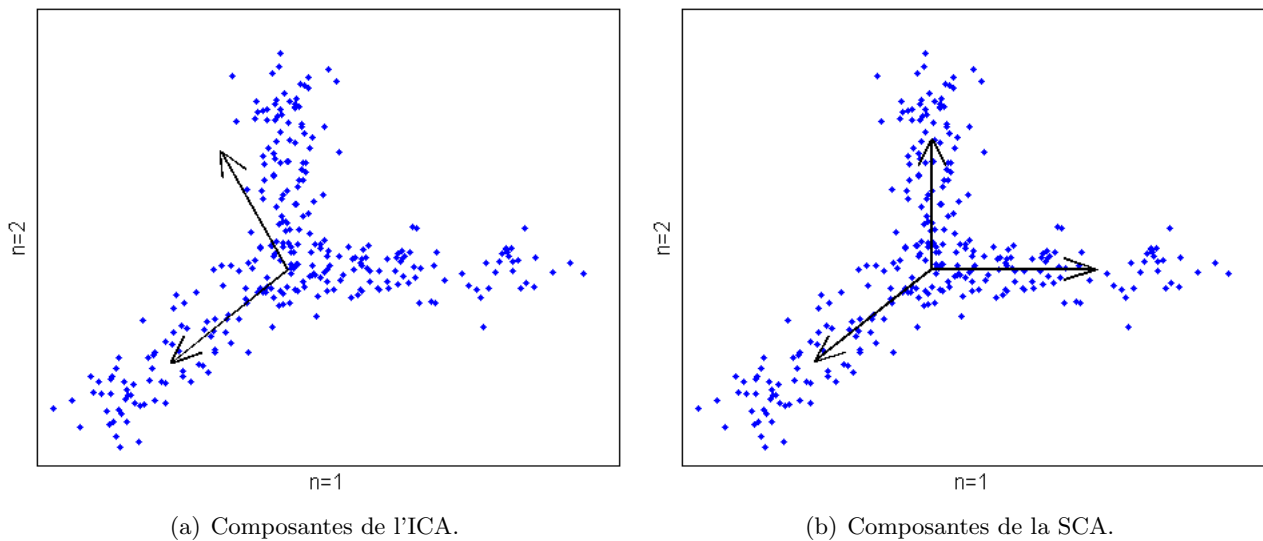 n=2
n=1
(a) Composantes de l'ICA.
n=2
n=1
(b) Composantes de la SCA.